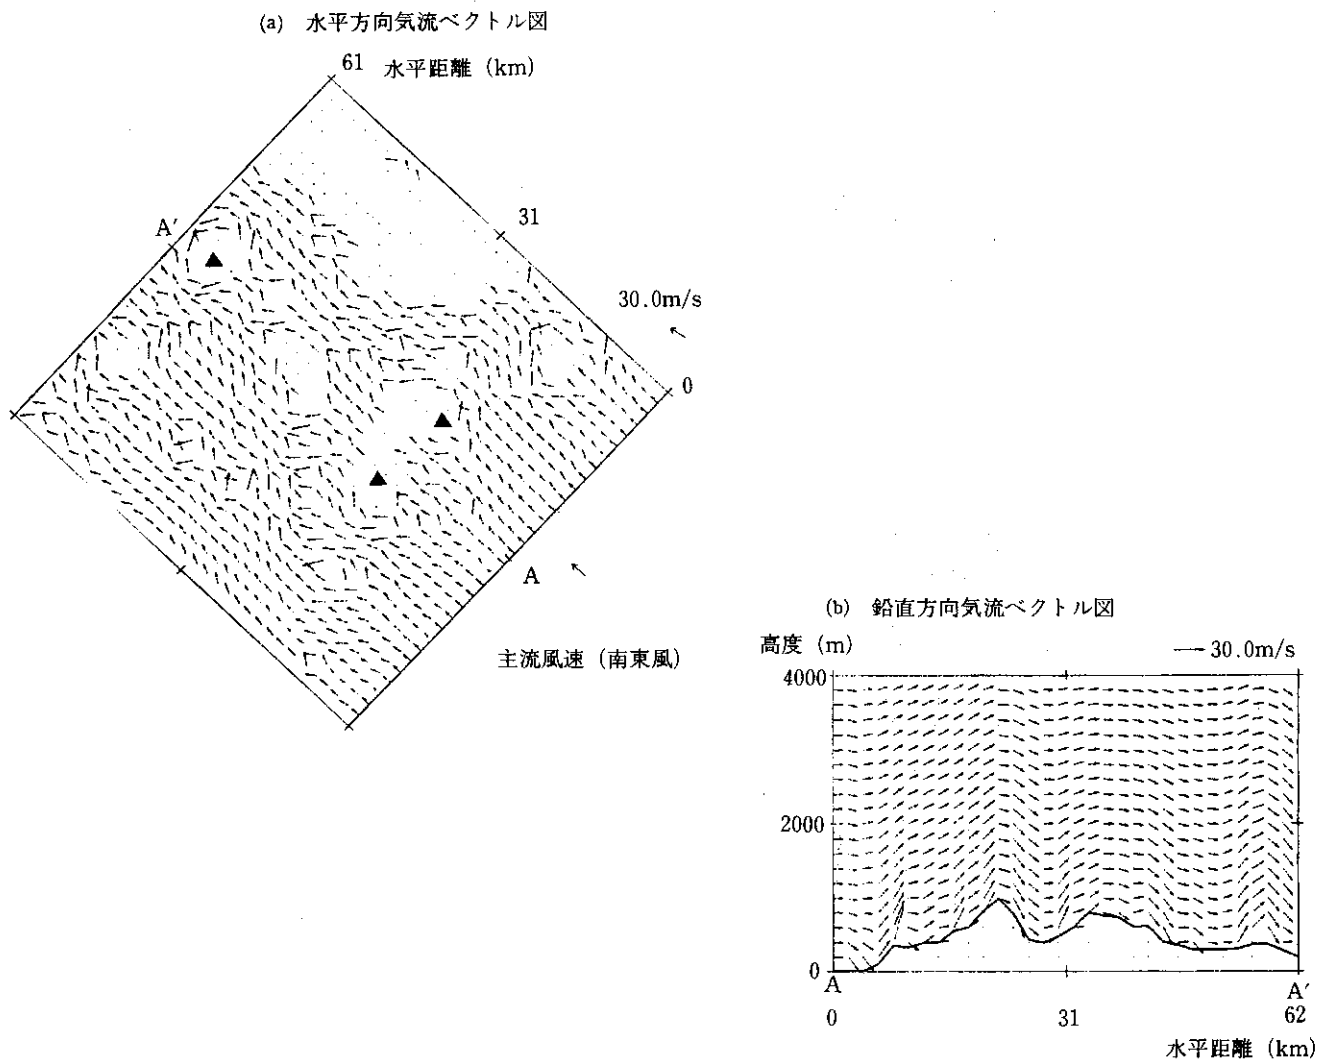 (a) 水平方向気流ベクトル図
61 水平距離 (km)
A′
31
30.0m/s
0
A
主流風速 (南東風)
(b) 鉛直方向気流ベクトル図
高度 (m)
30.0m/s
4000
2000
0
A
A′
0
31
62
水平距離 (km)